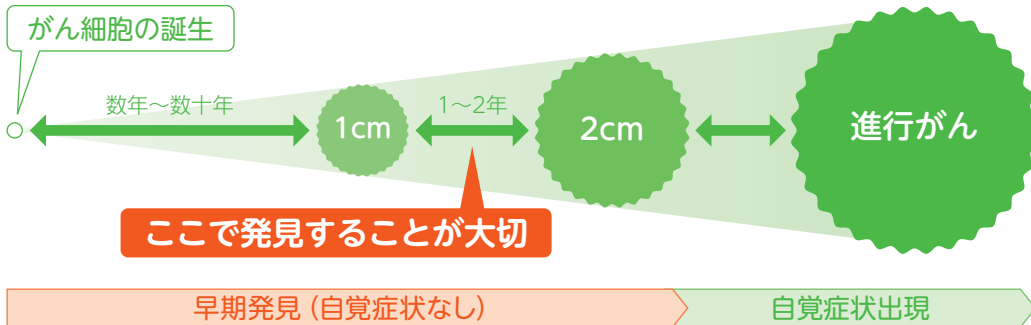 がん細胞の誕生
数年〜数十年
1cm
1〜2年
2cm
進行がん
ここで発見することが大切
早期発見（自覚症状なし）
自覚症状出現